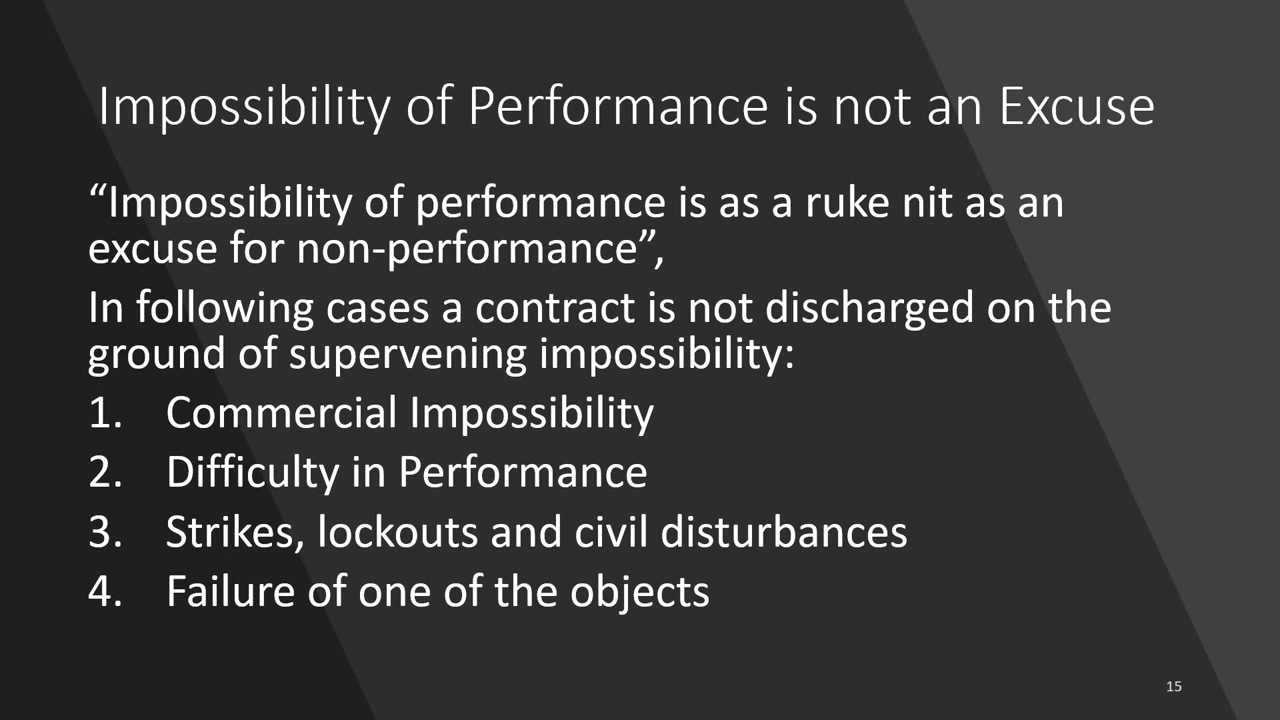 Impossibility of Performance is not an Excuse
“Impossibility of performance is as a ruke nit as an
excuse for non-performance”,
In following cases a contract is not discharged on the
ground of supervening impossibility:
1. Commercial Impossibility
2. Difficulty in Performance
3. Strikes, lockouts and civil disturbances
4. Failure of one of the objects
15